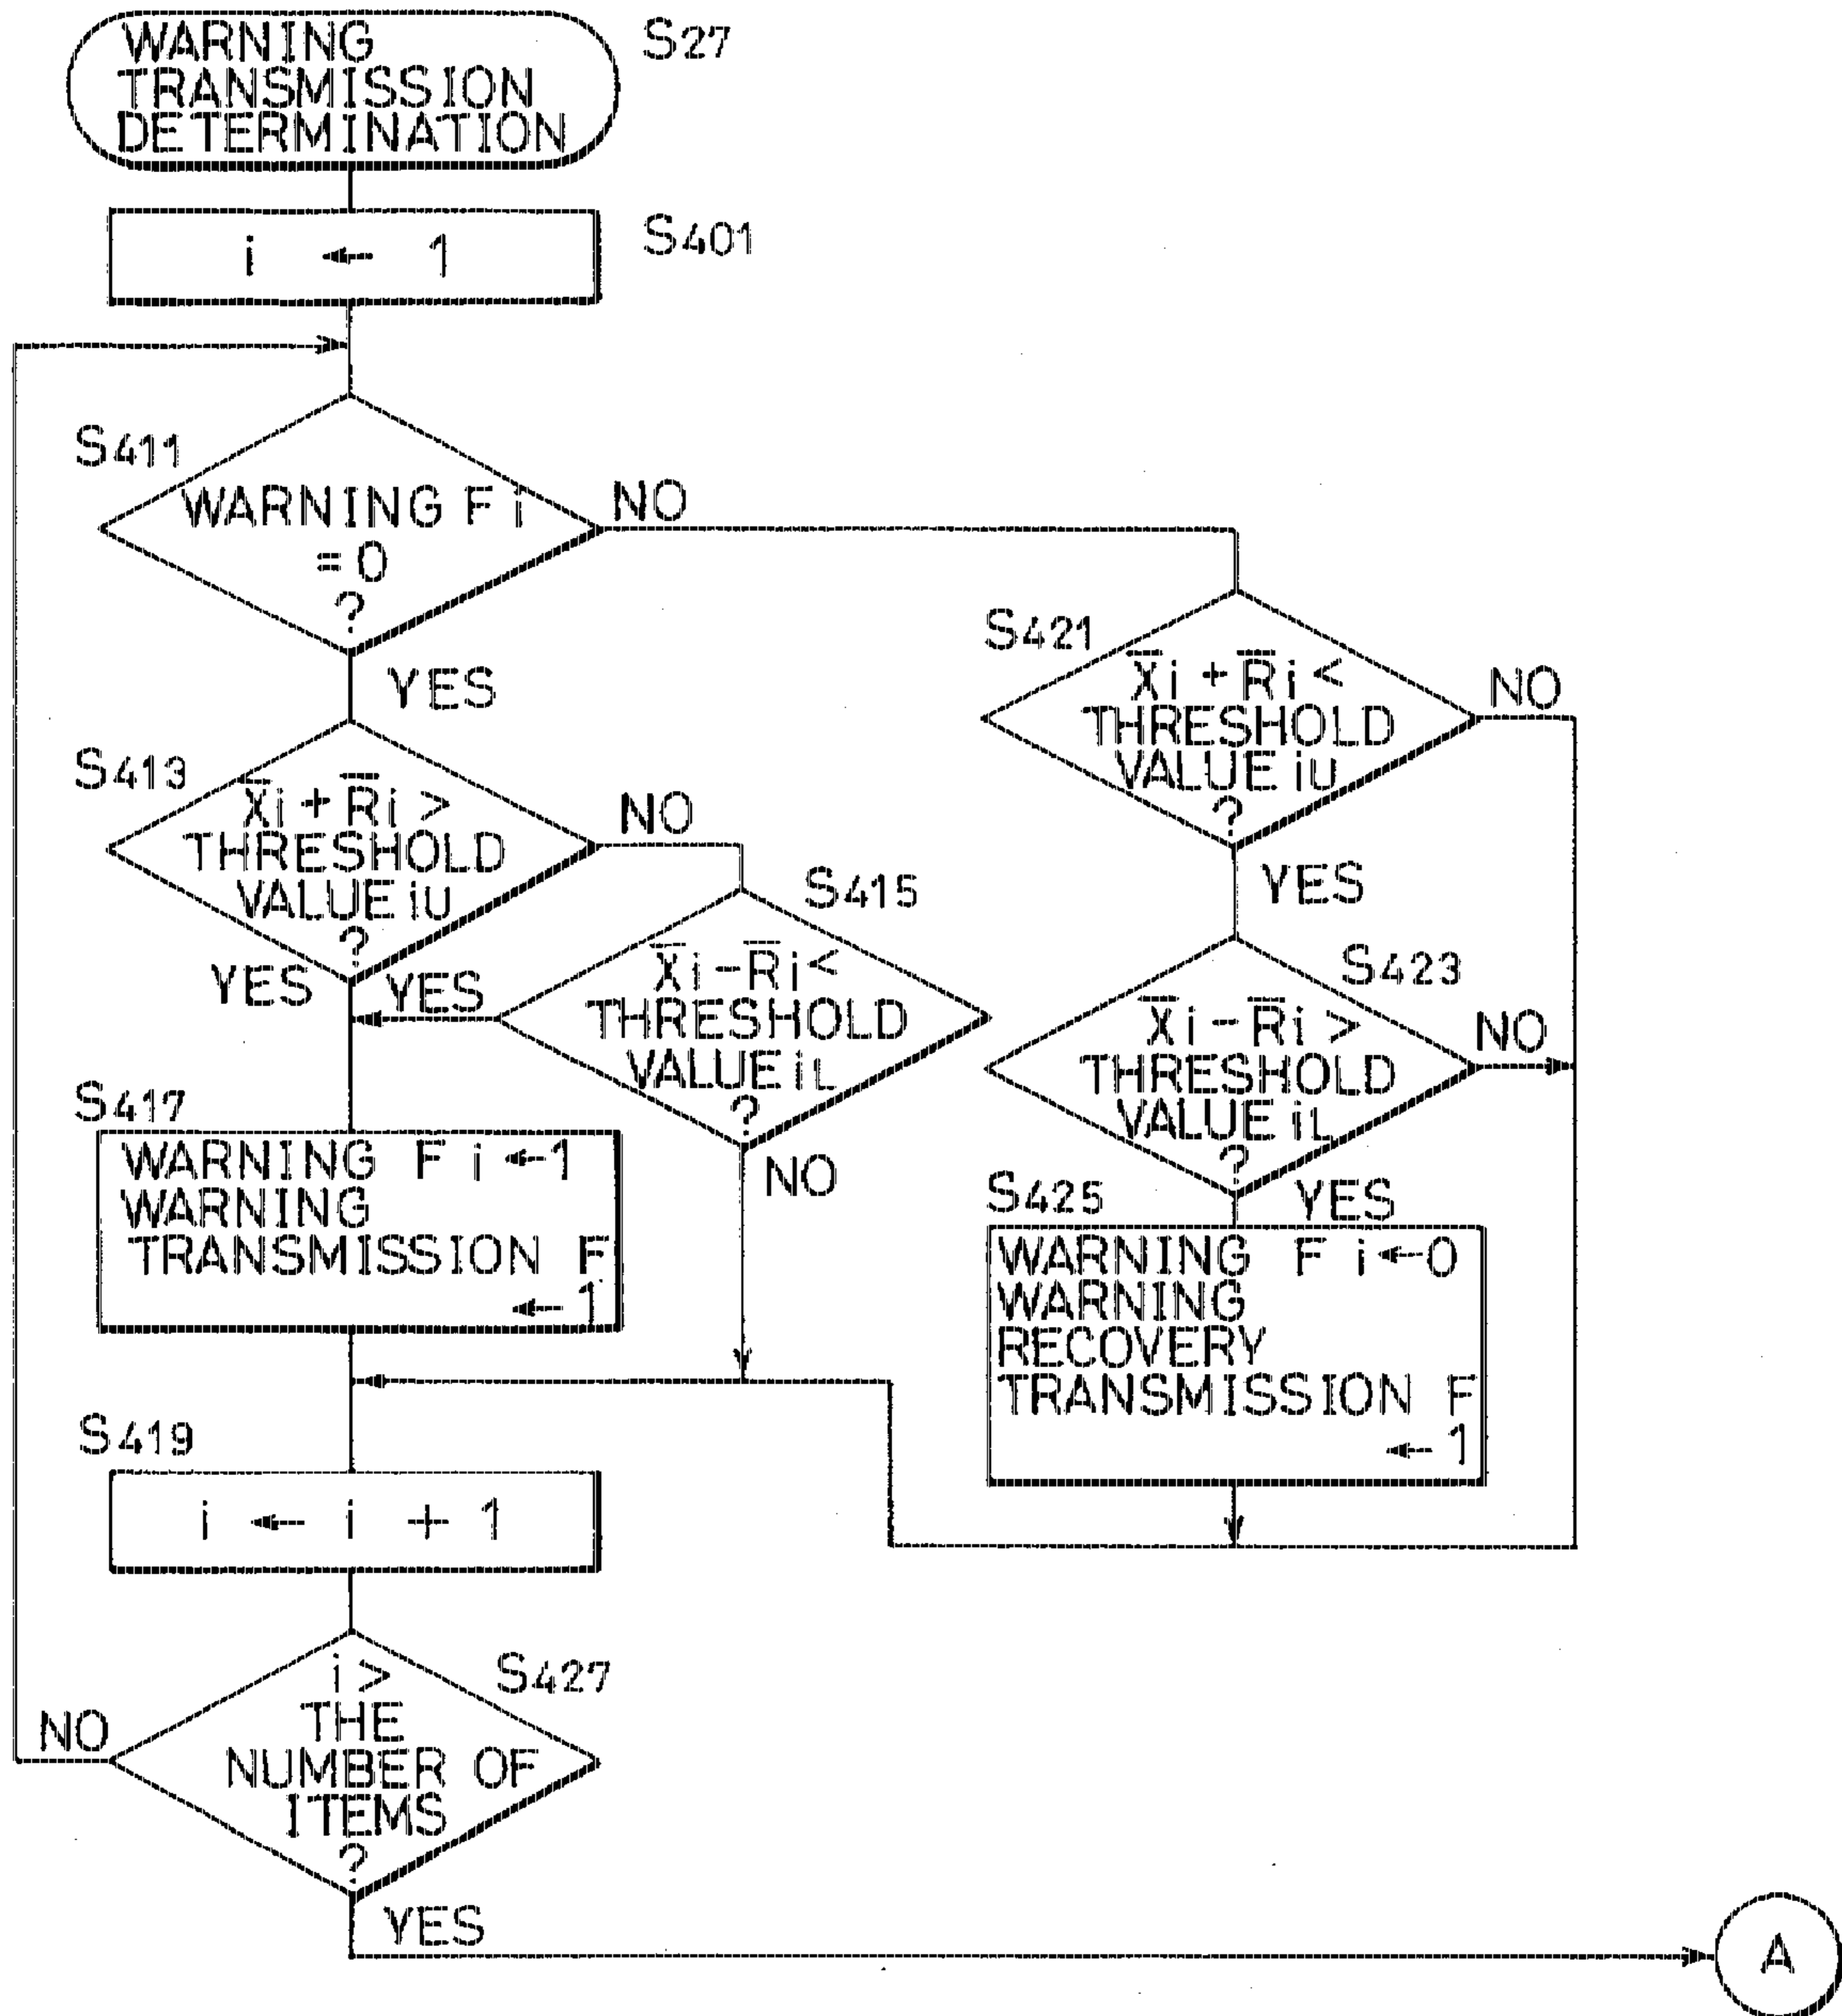 WARNING
TRANSMISSION
DETERMINATION
S27
i ← 1
S401
S411
WARNING F i
= 0
?
NO
YES
S413
X̄i + R̄i >
THRESHOLD
VALUE iU
?
NO
YES
S415
X̄i - R̄i <
THRESHOLD
VALUE iL
?
YES
NO
S417
WARNING F i ← 1
WARNING
TRANSMISSION F
← 1
S419
i ← i + 1
S427
i >
THE
NUMBER OF
ITEMS
?
NO
YES
S421
X̄i + R̄i <
THRESHOLD
VALUE iU
?
NO
YES
S423
X̄i - R̄i >
THRESHOLD
VALUE iL
?
NO
YES
S425
WARNING F i ← 0
WARNING
RECOVERY
TRANSMISSION F
← 1
A